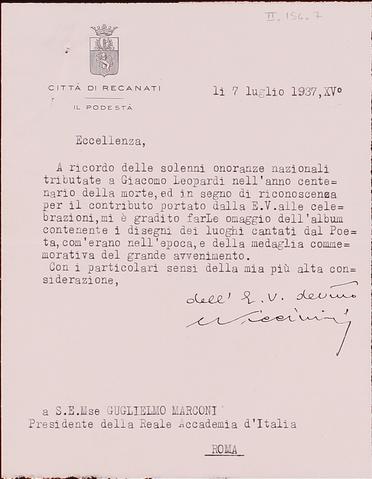 II. 156. 7
CITTÀ DI RECANATI
IL PODESTÀ
lì 7 luglio 1937, XV°
Eccellenza,
A ricordo delle solenni onoranze nazionali
tributate a Giacomo Leopardi nell'anno cente-
nario della morte, ed in segno di riconoscenza
per il contributo portato dalla E.V. alle cele-
brazioni, mi è gradito farLe omaggio dell'album
contenente i disegni dei luoghi cantati dal Poe-
ta, com'erano nell'epoca, e della medaglia comme-
morativa del grande avvenimento.
Con i particolari sensi della mia più alta con-
siderazione,
dell'E.V. dev.mo
a S.E.Mse GUGLIELMO MARCONI
Presidente della Reale Accademia d'Italia
ROMA